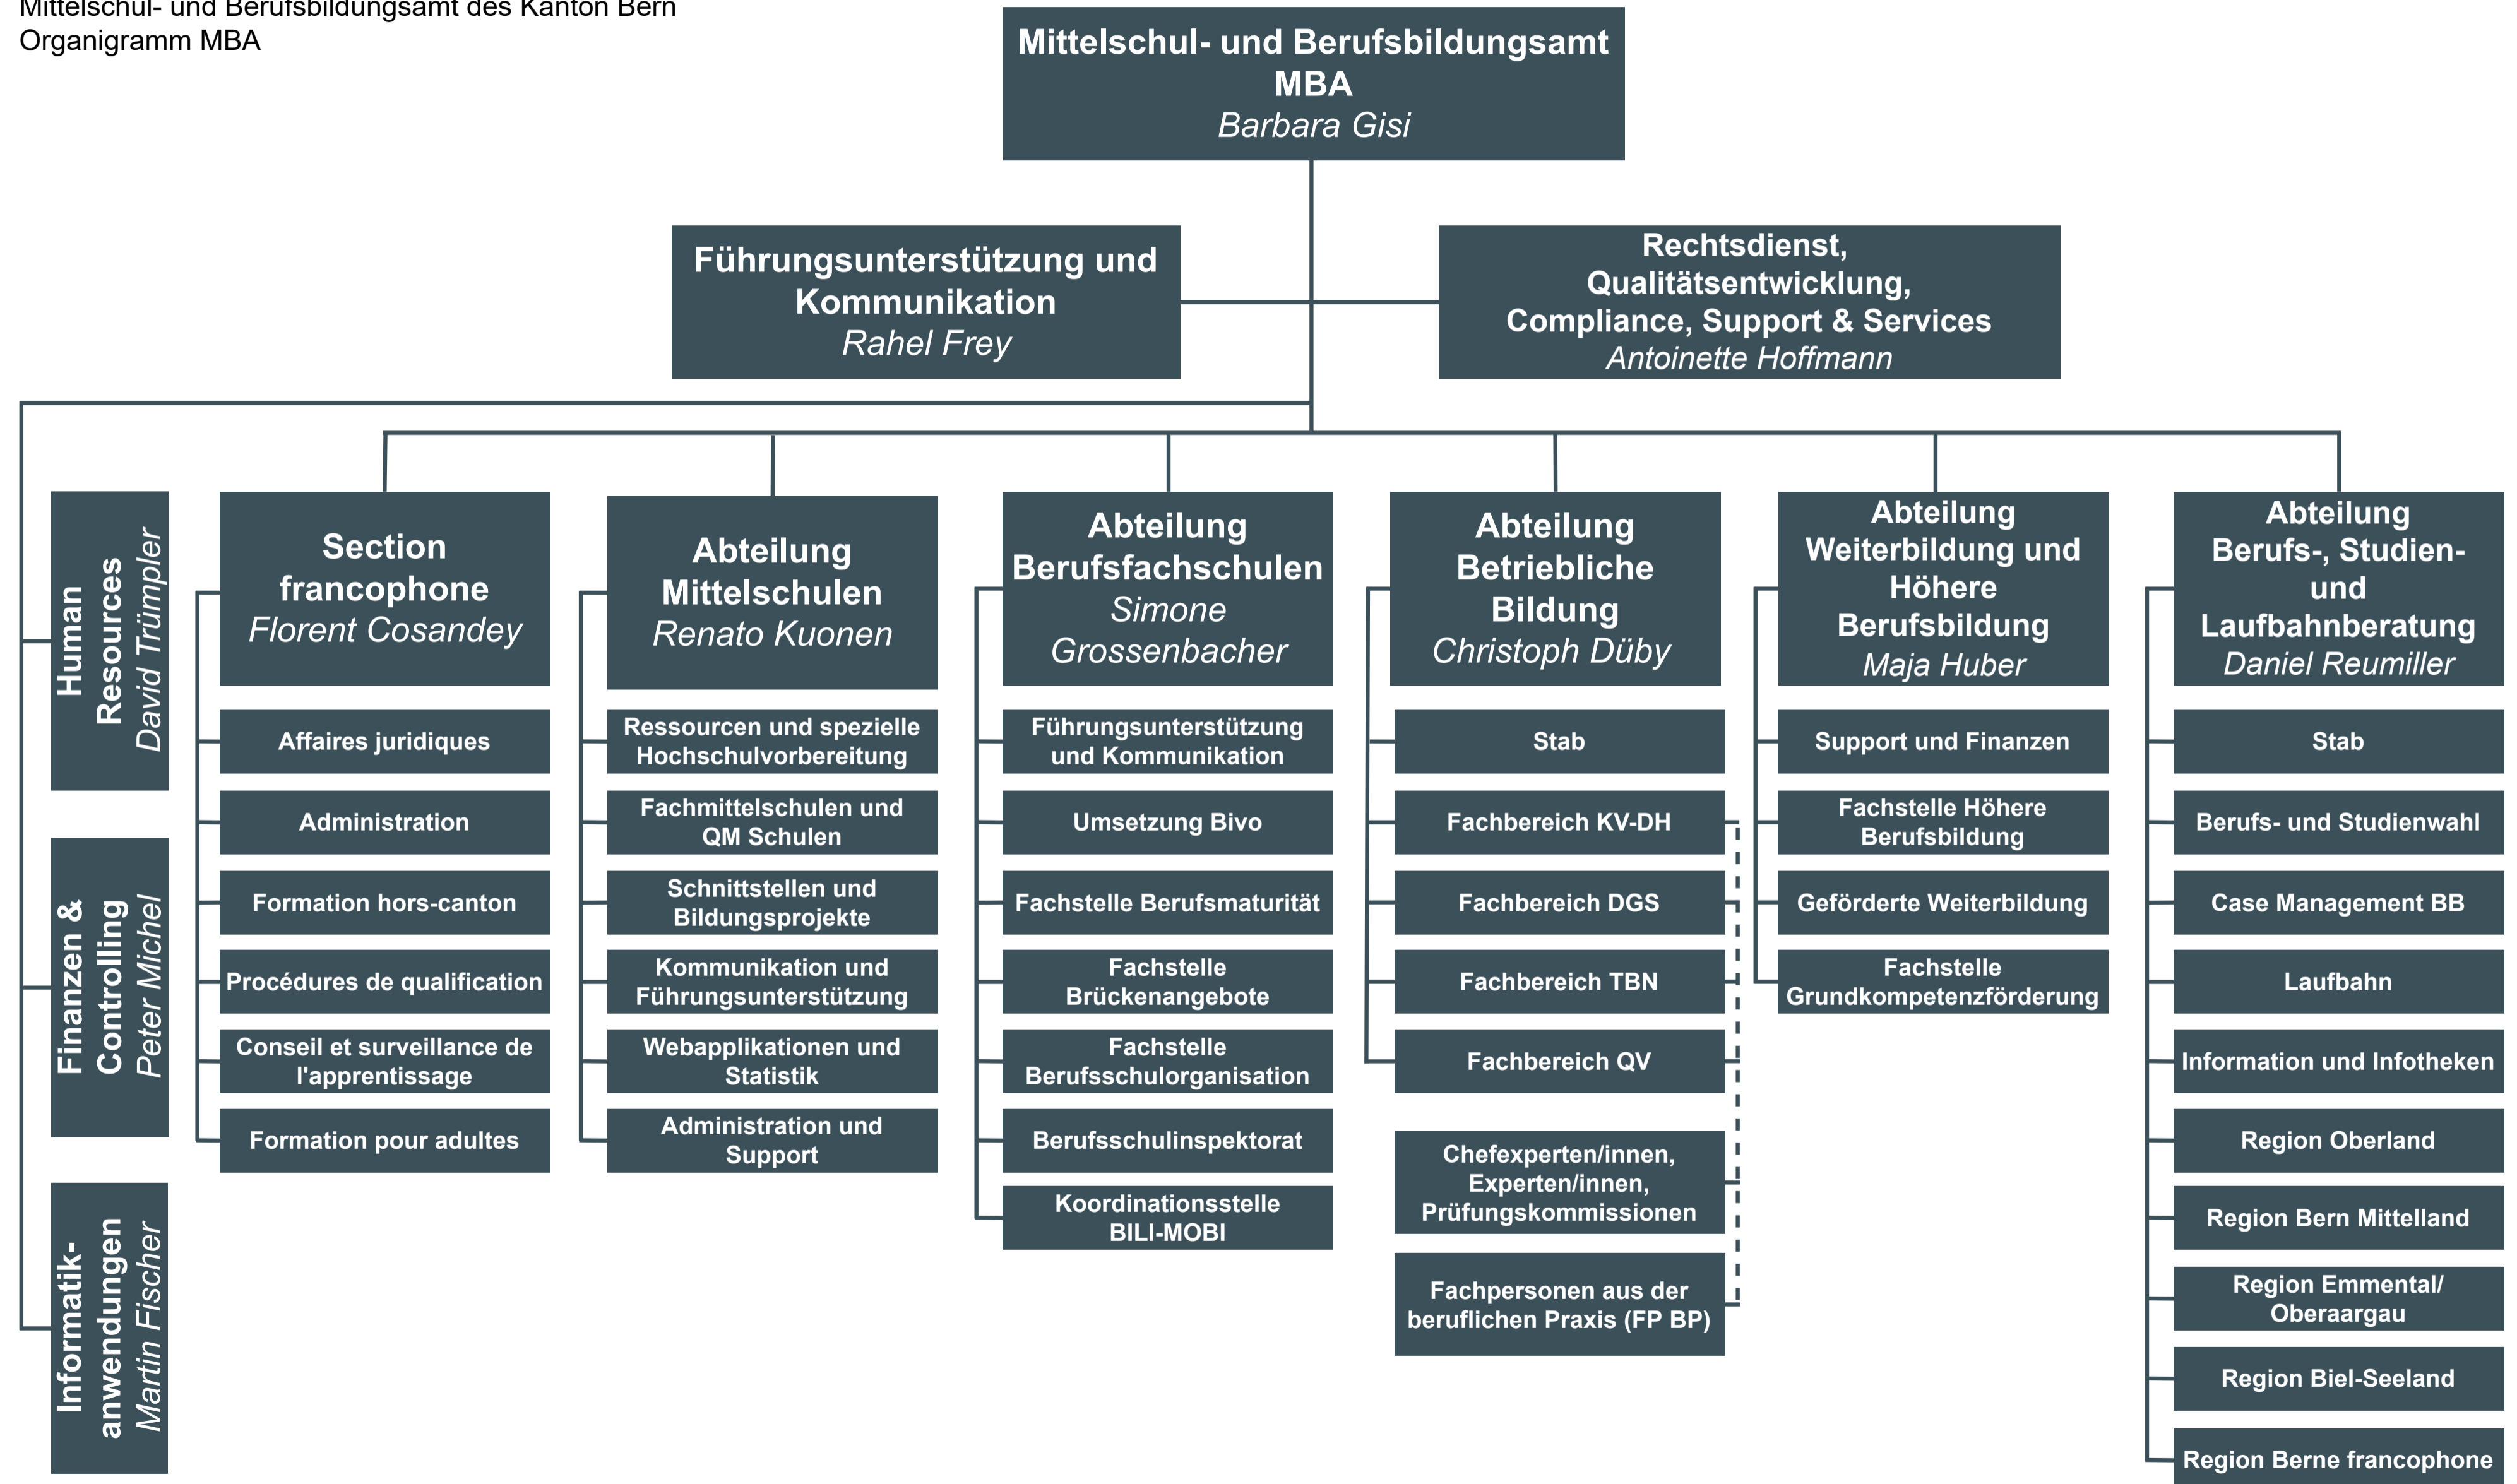 Mittelschul- und Berufsbildungsamt des Kanton Bern
Organigramm MBA
Mittelschul- und Berufsbildungsamt
MBA
Barbara Gisi
Führungsunterstützung und
Kommunikation
Rahel Frey
Rechtsdienst,
Qualitätsentwicklung,
Compliance, Support & Services
Antoinette Hoffmann
Human
Resources
David Trümpler
Finanzen &
Controlling
Peter Michel
Informatik-
anwendungen
Martin Fischer
Section
francophone
Florent Cosandey
Affaires juridiques
Administration
Formation hors-canton
Procédures de qualification
Conseil et surveillance de
l'apprentissage
Formation pour adultes
Abteilung
Mittelschulen
Renato Kuonen
Ressourcen und spezielle
Hochschulvorbereitung
Fachmittelschulen und
QM Schulen
Schnittstellen und
Bildungsprojekte
Kommunikation und
Führungsunterstützung
Webapplikationen und
Statistik
Administration und
Support
Abteilung
Berufsfachschulen
Simone
Grossenbacher
Führungsunterstützung
und Kommunikation
Umsetzung Bivo
Fachstelle Berufsmaturität
Fachstelle
Brückenangebote
Fachstelle
Berufsschulorganisation
Berufsschulinspektorat
Koordinationsstelle
BILI-MOBI
Abteilung
Betriebliche
Bildung
Christoph Düby
Stab
Fachbereich KV-DH
Fachbereich DGS
Fachbereich TBN
Fachbereich QV
Chefexperten/innen,
Experten/innen,
Prüfungskommissionen
Fachpersonen aus der
beruflichen Praxis (FP BP)
Abteilung
Weiterbildung und
Höhere
Berufsbildung
Maja Huber
Support und Finanzen
Fachstelle Höhere
Berufsbildung
Geförderte Weiterbildung
Fachstelle
Grundkompetenzförderung
Abteilung
Berufs-, Studien-
und
Laufbahnberatung
Daniel Reumiller
Stab
Berufs- und Studienwahl
Case Management BB
Laufbahn
Information und Infotheken
Region Oberland
Region Bern Mittelland
Region Emmental/
Oberaargau
Region Biel-Seeland
Region Berne francophone